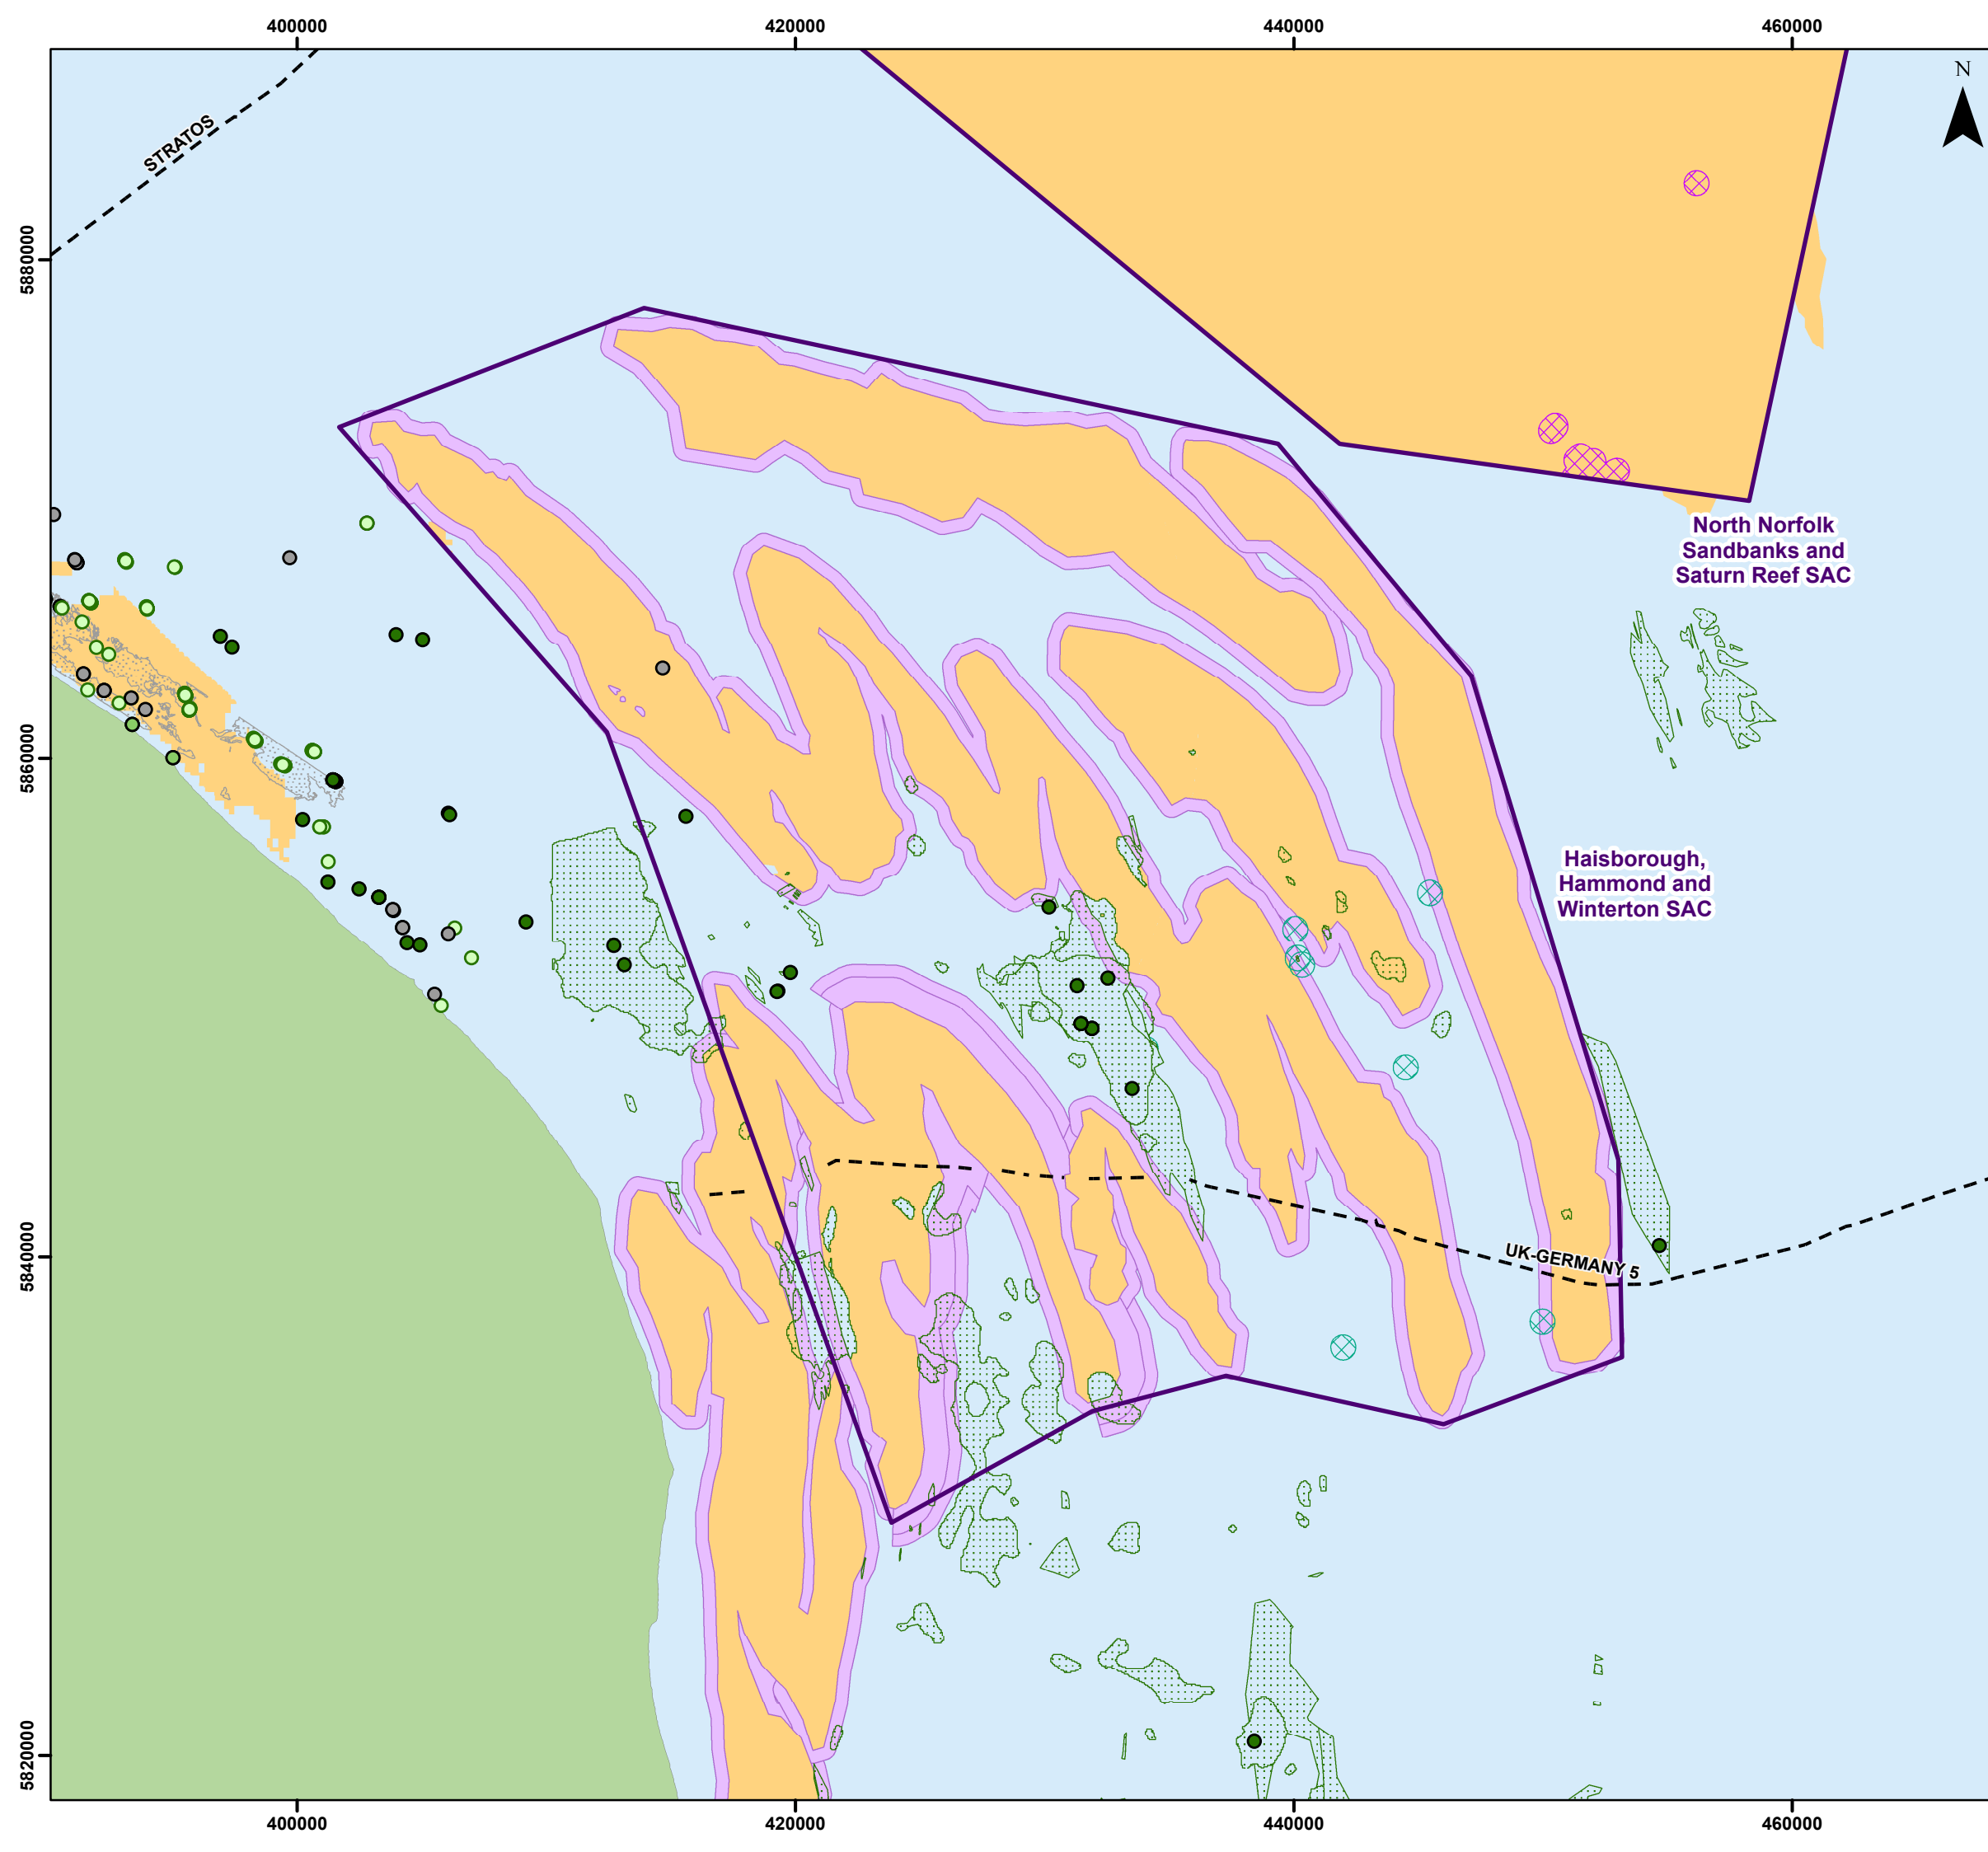 400000
420000
440000
460000
N
STRATOS
5880000
North Norfolk
Sandbanks and
Saturn Reef SAC
5860000
Haisborough,
Hammond and
Winterton SAC
5840000
UK-GERMANY 5
5820000
400000
420000
440000
460000